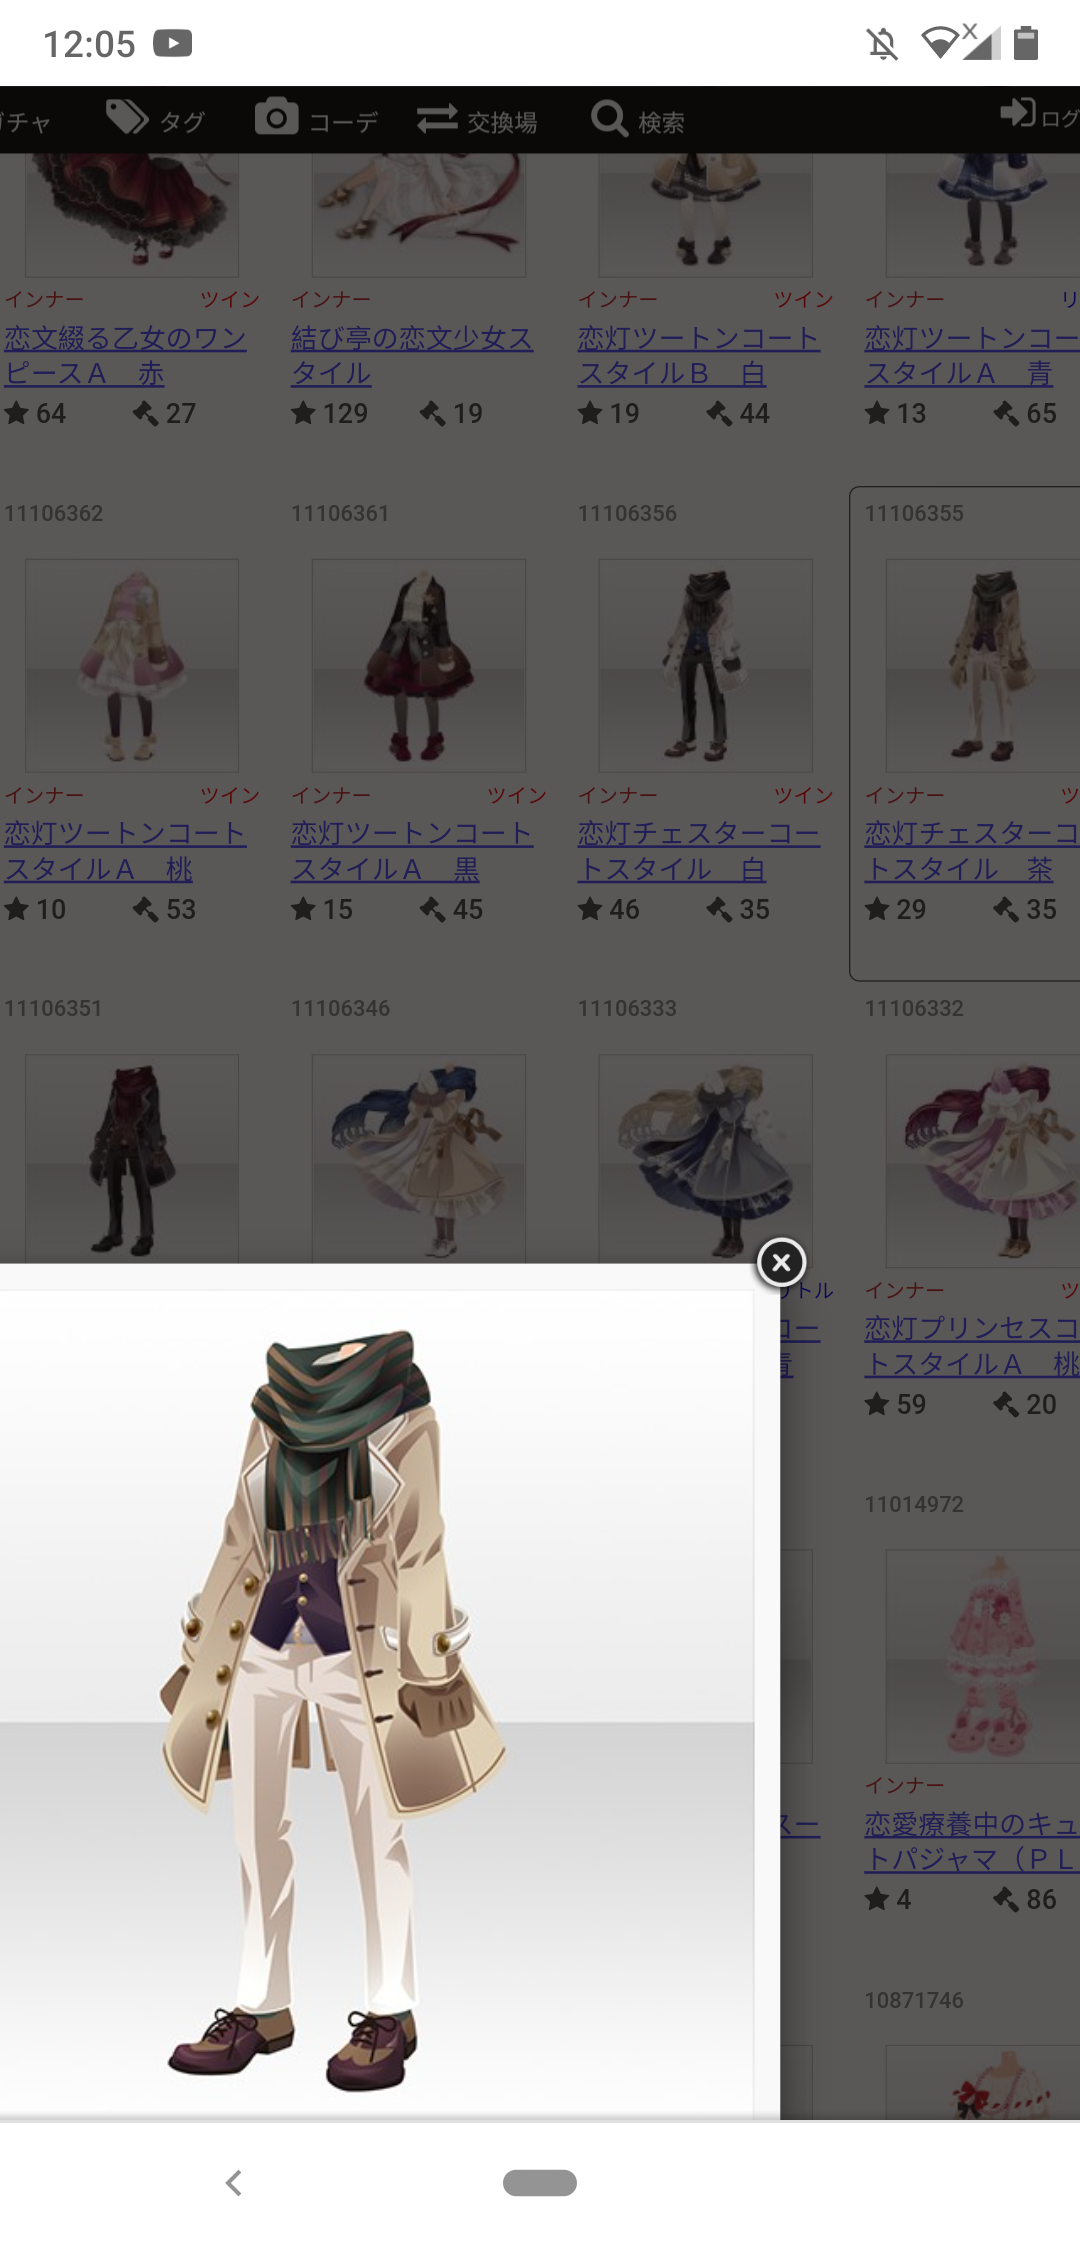 12:05
ガチャ タグ コーデ 交換場 検索 ログ
インナー ツイン インナー インナー ツイン インナー リ
恋文綴る乙女のワン 結び亭の恋文少女ス 恋灯ツートンコート 恋灯ツートンコー
ピースＡ　赤 タイル スタイルＢ　白 スタイルＡ　青
64 27 129 19 19 44 13 65
11106362 11106361 11106356 11106355
インナー ツイン インナー ツイン インナー ツイン インナー ツ
恋灯ツートンコート 恋灯ツートンコート 恋灯チェスターコー 恋灯チェスターコ
スタイルＡ　桃 スタイルＡ　黒 トスタイル　白 トスタイル　茶
10 53 15 45 46 35 29 35
11106351 11106346 11106333 11106332
トル インナー ツ
コー 恋灯プリンセスコ
青 トスタイルＡ　桃
59 20
11014972
インナー
スー 恋愛療養中のキュ
トパジャマ（ＰＬ
4 86
10871746